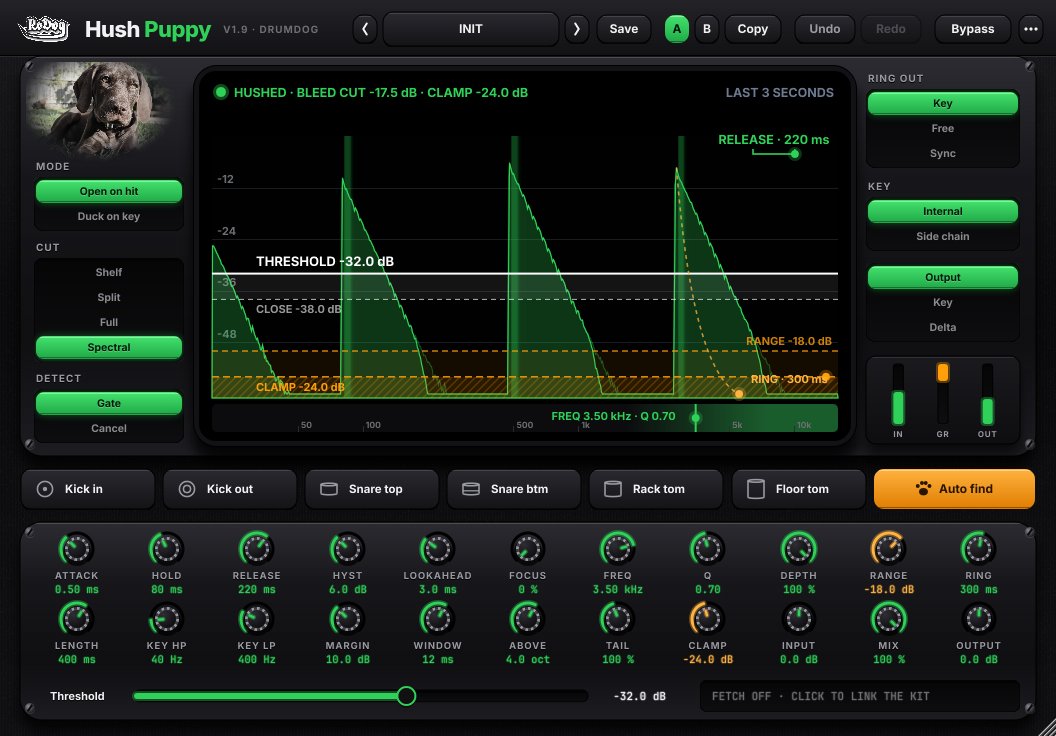 RoDog
Hush Puppy V1.9 · DRUMDOG
INIT
Save
A
B
Copy
Undo
Redo
Bypass
MODE
Open on hit
Duck on key
CUT
Shelf
Split
Full
Spectral
DETECT
Gate
Cancel
HUSHED · BLEED CUT -17.5 dB · CLAMP -24.0 dB
LAST 3 SECONDS
RELEASE · 220 ms
-12
-24
THRESHOLD -32.0 dB
-36
CLOSE -38.0 dB
-48
RANGE -18.0 dB
RING · 300 ms
CLAMP -24.0 dB
FREQ 3.50 kHz · Q 0.70
50 100 500 1k 5k 10k
RING OUT
Key
Free
Sync
KEY
Internal
Side chain
Output
Key
Delta
IN GR OUT
Kick in
Kick out
Snare top
Snare btm
Rack tom
Floor tom
Auto find
ATTACK HOLD RELEASE HYST LOOKAHEAD FOCUS FREQ Q DEPTH RANGE RING
0.50 ms 80 ms 220 ms 6.0 dB 3.0 ms 0 % 3.50 kHz 0.70 100 % -18.0 dB 300 ms
LENGTH KEY HP KEY LP MARGIN WINDOW ABOVE TAIL CLAMP INPUT MIX OUTPUT
400 ms 40 Hz 400 Hz 10.0 dB 12 ms 4.0 oct 100 % -24.0 dB 0.0 dB 100 % 0.0 dB
Threshold
-32.0 dB
FETCH OFF · CLICK TO LINK THE KIT